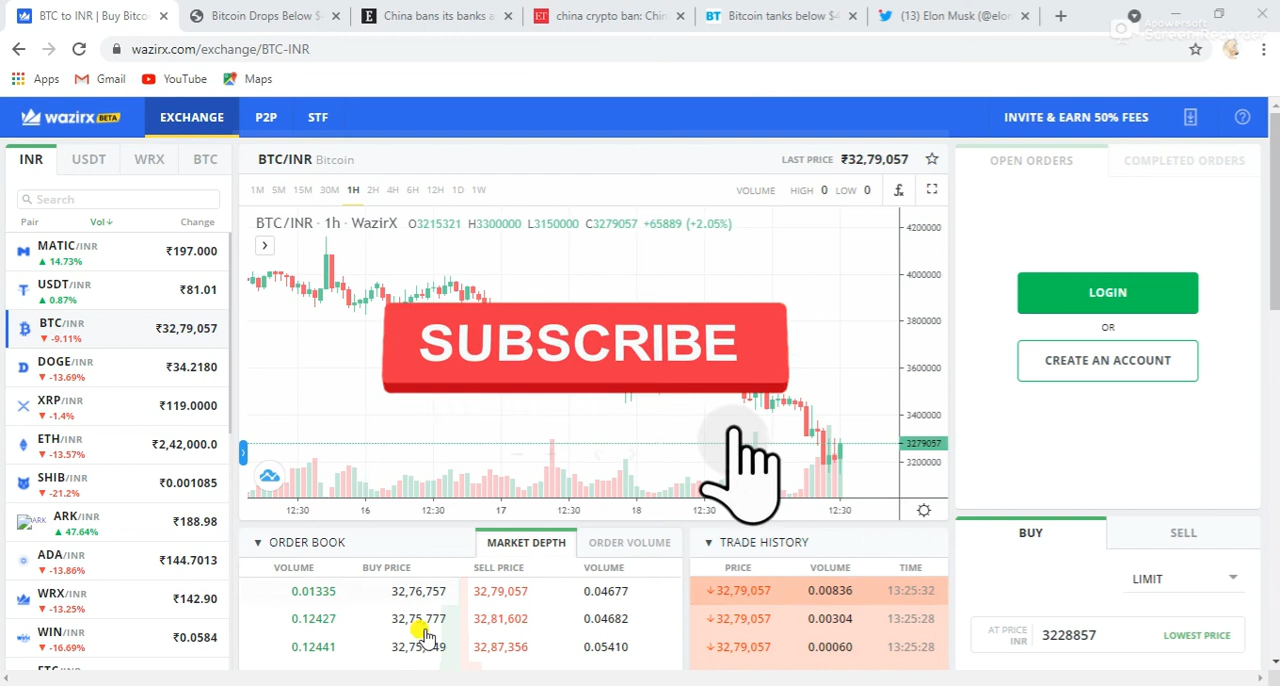 BTC to INR | Buy Bitco
Bitcoin Drops Below $
China bans its banks a
china crypto ban: Chin
Bitcoin tanks below $4
(13) Elon Musk (@elon
Apowersoft
Screen Recorder
wazirx.com/exchange/BTC-INR
Apps
Gmail
YouTube
Maps
wazirx BETA
EXCHANGE
P2P
STF
INVITE & EARN 50% FEES
INR
USDT
WRX
BTC
Search
Pair
Vol↓
Change
MATIC/INR
▲ 14.73%
₹197.000
USDT/INR
▲ 0.87%
₹81.01
BTC/INR
▼ -9.11%
₹32,79,057
DOGE/INR
▼ -13.69%
₹34.2180
XRP/INR
▼ -1.4%
₹119.0000
ETH/INR
▼ -13.57%
₹2,42,000.0
SHIB/INR
▼ -21.2%
₹0.001085
ARK
ARK/INR
▲ 47.64%
₹188.98
ADA/INR
▼ -13.86%
₹144.7013
WRX/INR
▼ -13.25%
₹142.90
WIN/INR
▼ -16.69%
₹0.0584
BTC/INR Bitcoin
LAST PRICE ₹32,79,057
1M 5M 15M 30M 1H 2H 4H 6H 12H 1D 1W
VOLUME HIGH 0 LOW 0
BTC/INR · 1h · WazirX O3215321 H3300000 L3150000 C3279057 +65889 (+2.05%)
4200000
4000000
3800000
3600000
3400000
3279057
3200000
SUBSCRIBE
12:30 16 12:30 17 12:30 18 12:30 12:30
▼ ORDER BOOK
MARKET DEPTH
ORDER VOLUME
VOLUME BUY PRICE SELL PRICE VOLUME
0.01335 32,76,757 32,79,057 0.04677
0.12427 32,75,777 32,81,602 0.04682
0.12441 32,87,356 0.05410
▼ TRADE HISTORY
PRICE VOLUME TIME
↓32,79,057 0.00836 13:25:32
↓32,79,057 0.00304 13:25:28
↓32,79,057 0.00060 13:25:28
OPEN ORDERS
COMPLETED ORDERS
LOGIN
OR
CREATE AN ACCOUNT
BUY
SELL
LIMIT
AT PRICE
INR
3228857
LOWEST PRICE